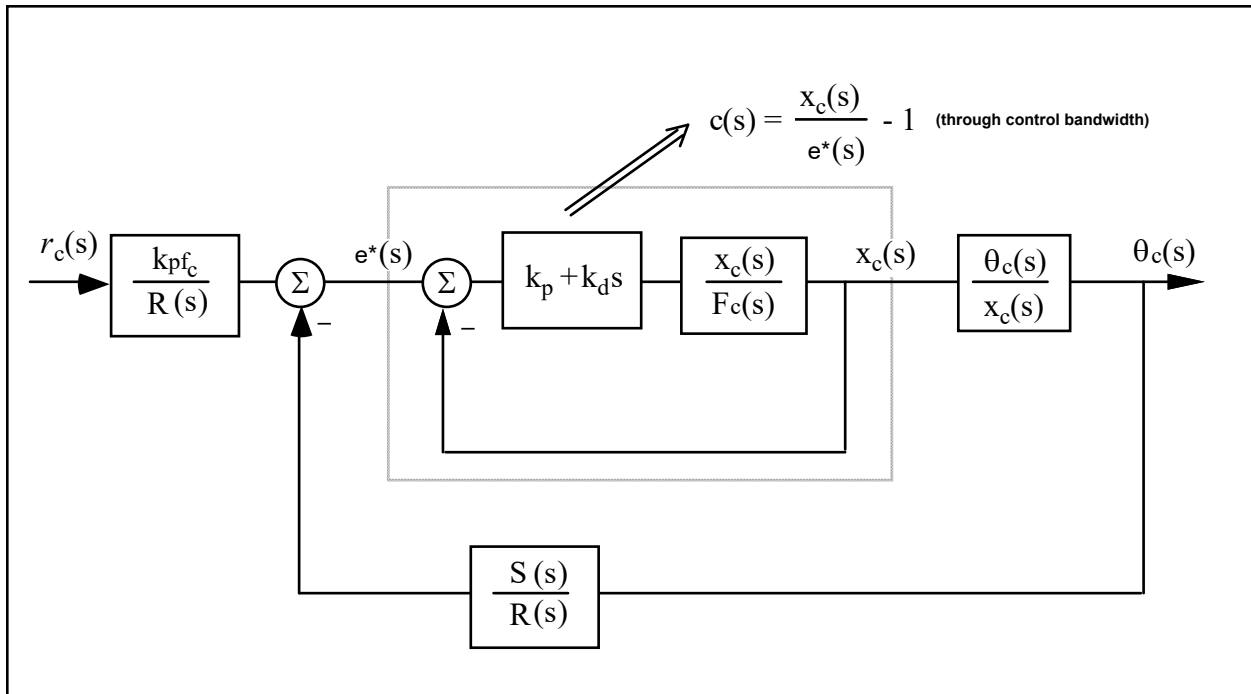 c(s) = x_c(s) / e*(s) - 1 (through control bandwidth)
r_c(s)
k_pf_c / R(s)
Σ
−
e*(s)
Σ
−
k_p + k_d s
x_c(s) / F_c(s)
x_c(s)
θ_c(s) / x_c(s)
θ_c(s)
S(s) / R(s)